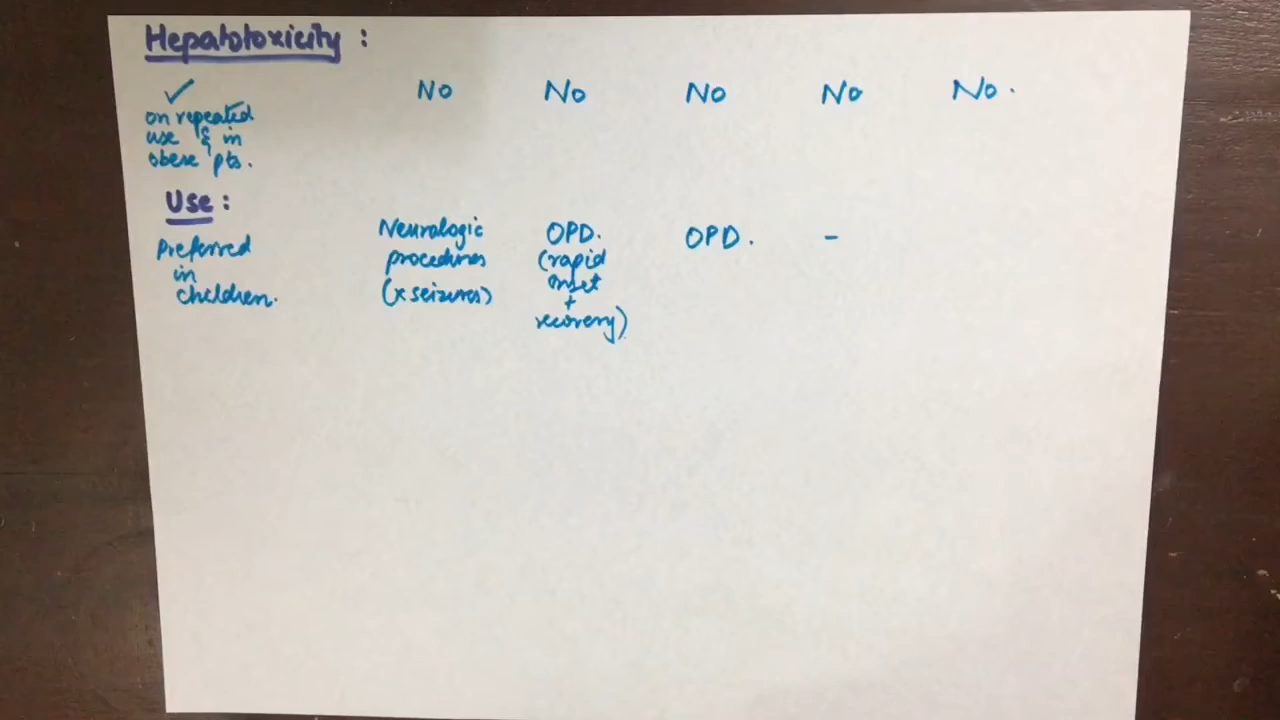 Hepatotoxicity :
✓ No No No No No.
on repeated
use & in
obese pts.
Use :
Preferred
in
children.
Neurologic
procedures
(x seizures)
OPD.
(rapid
onset
+
recovery)
OPD.
-